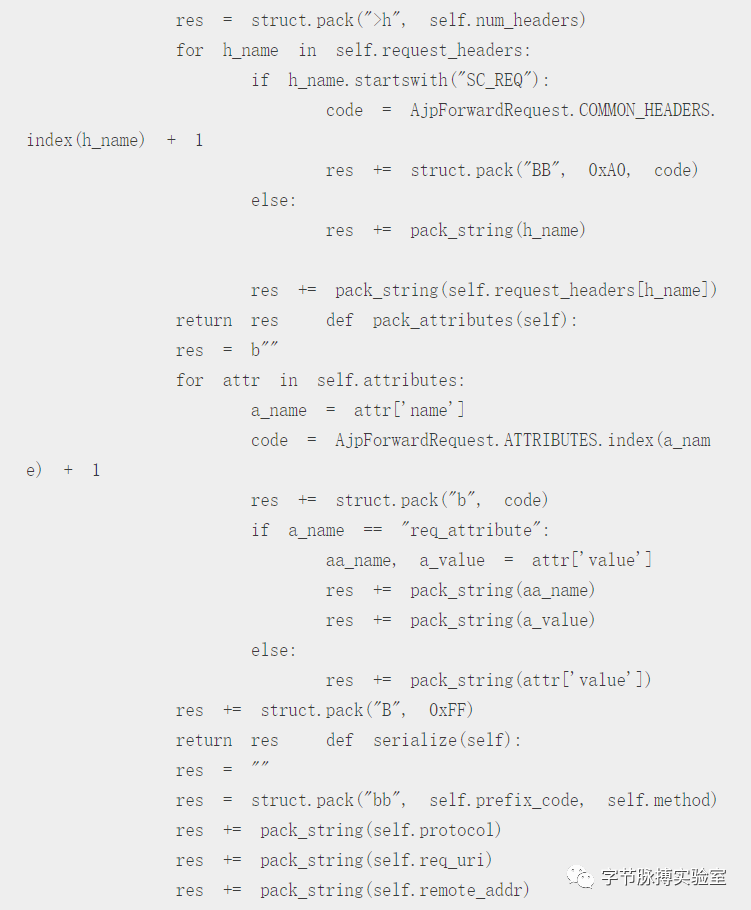 res = struct.pack(">h", self.num_headers)
for h_name in self.request_headers:
if h_name.startswith("SC_REQ"):
code = AjpForwardRequest.COMMON_HEADERS.
index(h_name) + 1
res += struct.pack("BB", 0xA0, code)
else:
res += pack_string(h_name)
res += pack_string(self.request_headers[h_name])
return res def pack_attributes(self):
res = b""
for attr in self.attributes:
a_name = attr['name']
code = AjpForwardRequest.ATTRIBUTES.index(a_nam
e) + 1
res += struct.pack("b", code)
if a_name == "req_attribute":
aa_name, a_value = attr['value']
res += pack_string(aa_name)
res += pack_string(a_value)
else:
res += pack_string(attr['value'])
res += struct.pack("B", 0xFF)
return res def serialize(self):
res = ""
res = struct.pack("bb", self.prefix_code, self.method)
res += pack_string(self.protocol)
res += pack_string(self.req_uri)
res += pack_string(self.remote_addr)
字节脉搏实验室